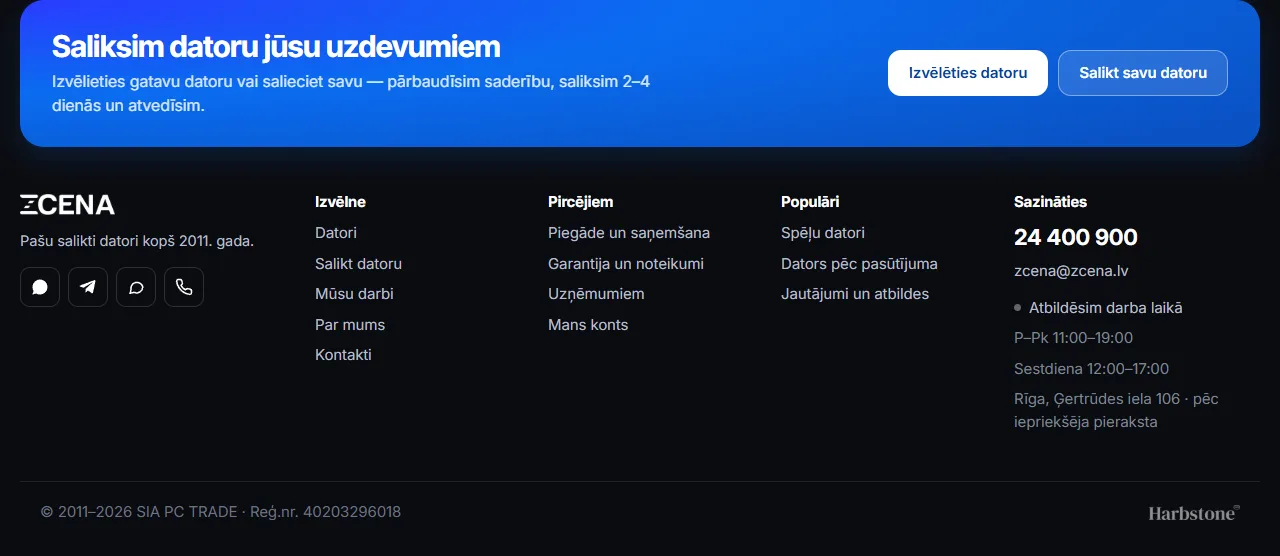 Saliksim datoru jūsu uzdevumiem
Izvēlieties gatavu datoru vai salieciet savu — pārbaudīsim saderību, saliksim 2–4
dienās un atvedīsim.
Izvēlēties datoru
Salikt savu datoru
ZCENA
Pašu salikti datori kopš 2011. gada.
Izvēlne
Datori
Salikt datoru
Mūsu darbi
Par mums
Kontakti
Pircējiem
Piegāde un saņemšana
Garantija un noteikumi
Uzņēmumiem
Mans konts
Populāri
Spēļu datori
Dators pēc pasūtījuma
Jautājumi un atbildes
Sazināties
24 400 900
zcena@zcena.lv
Atbildēsim darba laikā
P–Pk 11:00–19:00
Sestdiena 12:00–17:00
Rīga, Ģertrūdes iela 106 · pēc
iepriekšēja pieraksta
© 2011–2026 SIA PC TRADE · Reģ.nr. 40203296018
Harbstone